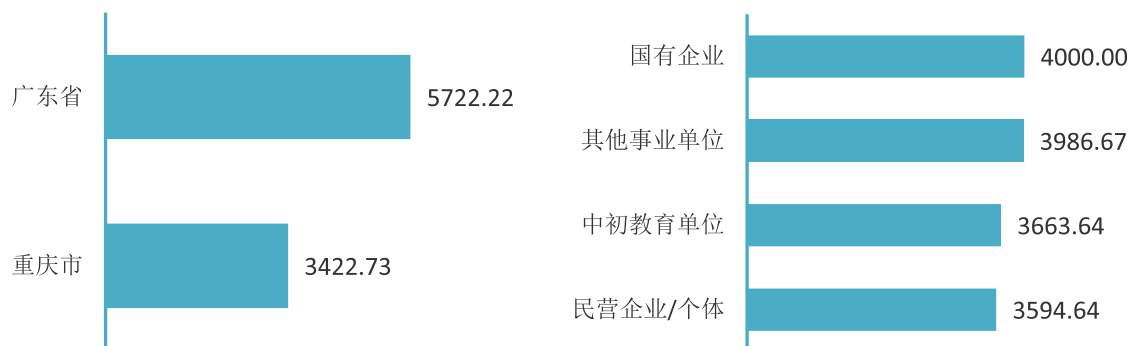 广东省 5722.22
重庆市 3422.73
国有企业 4000.00
其他事业单位 3986.67
中初教育单位 3663.64
民营企业/个体 3594.64